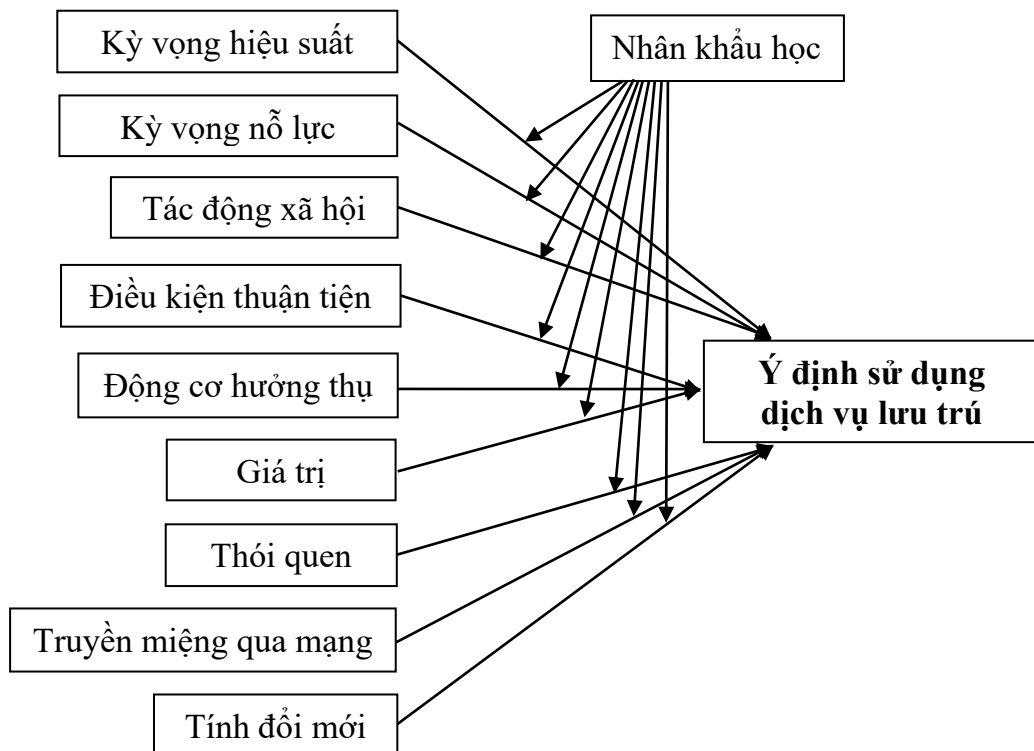 Kỳ vọng hiệu suất
Nhân khẩu học
Kỳ vọng nỗ lực
Tác động xã hội
Điều kiện thuận tiện
Động cơ hưởng thụ
Ý định sử dụng
dịch vụ lưu trú
Giá trị
Thói quen
Truyền miệng qua mạng
Tính đổi mới